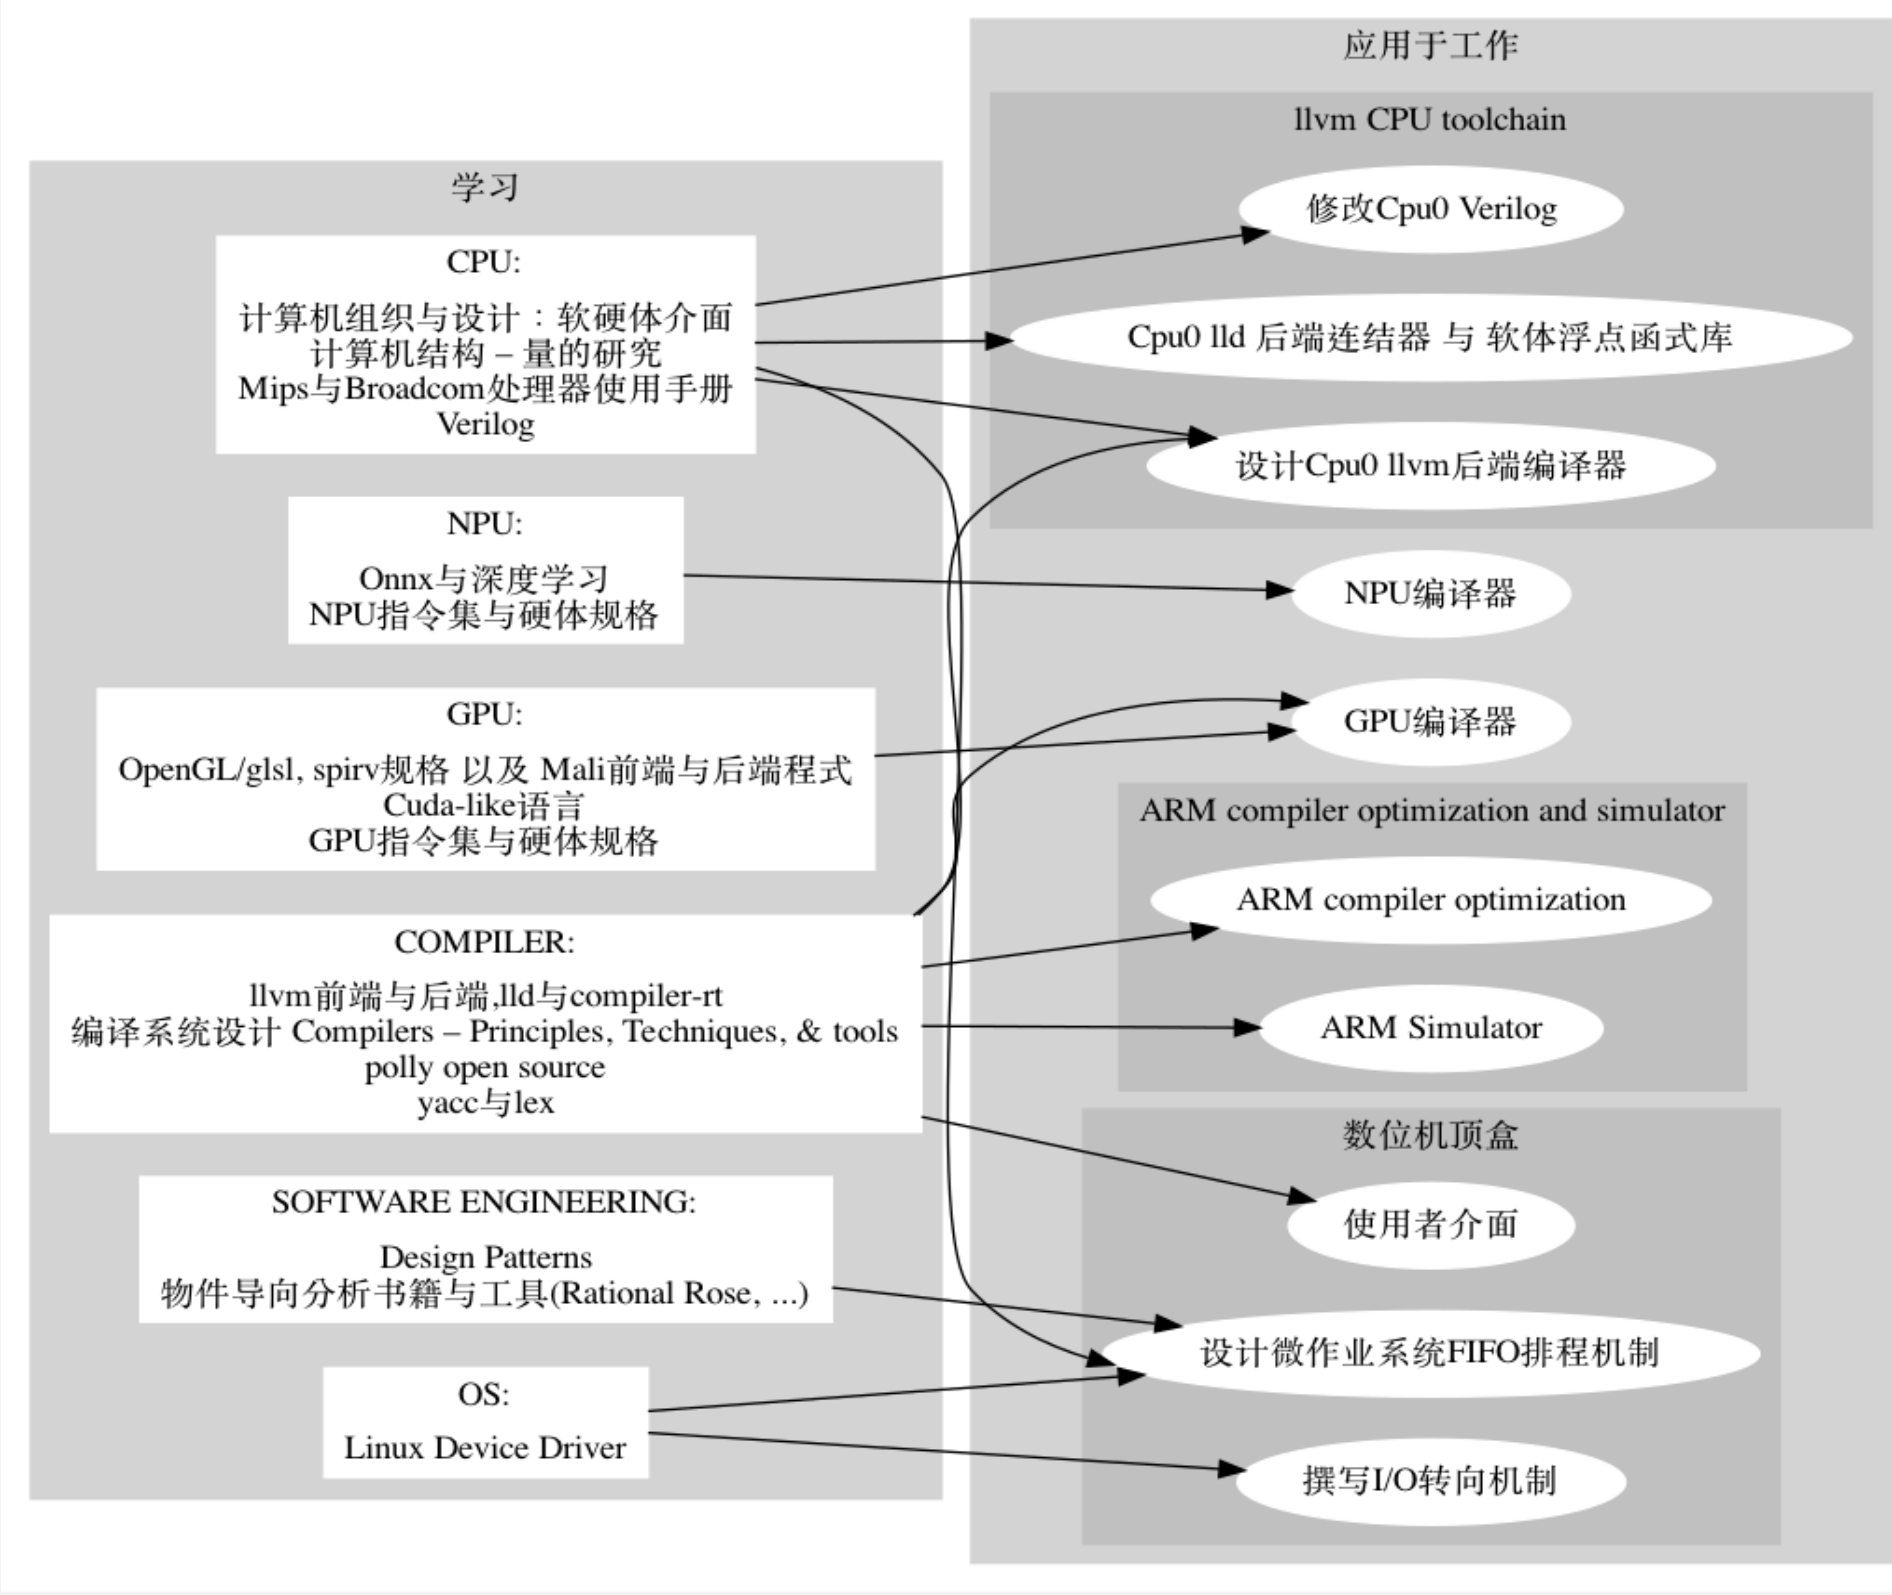 学习
CPU:
计算机组织与设计：软硬体介面
计算机结构 – 量的研究
Mips与Broadcom处理器使用手册
Verilog
NPU:
Onnx与深度学习
NPU指令集与硬体规格
GPU:
OpenGL/glsl, spirv规格 以及 Mali前端与后端程式
Cuda-like语言
GPU指令集与硬体规格
COMPILER:
llvm前端与后端,lld与compiler-rt
编译系统设计 Compilers – Principles, Techniques, & tools
polly open source
yacc与lex
SOFTWARE ENGINEERING:
Design Patterns
物件导向分析书籍与工具(Rational Rose, ...)
OS:
Linux Device Driver
应用于工作
llvm CPU toolchain
修改Cpu0 Verilog
Cpu0 lld 后端连结器 与 软体浮点函式库
设计Cpu0 llvm后端编译器
NPU编译器
GPU编译器
ARM compiler optimization and simulator
ARM compiler optimization
ARM Simulator
数位机顶盒
使用者介面
设计微作业系统FIFO排程机制
撰写I/O转向机制